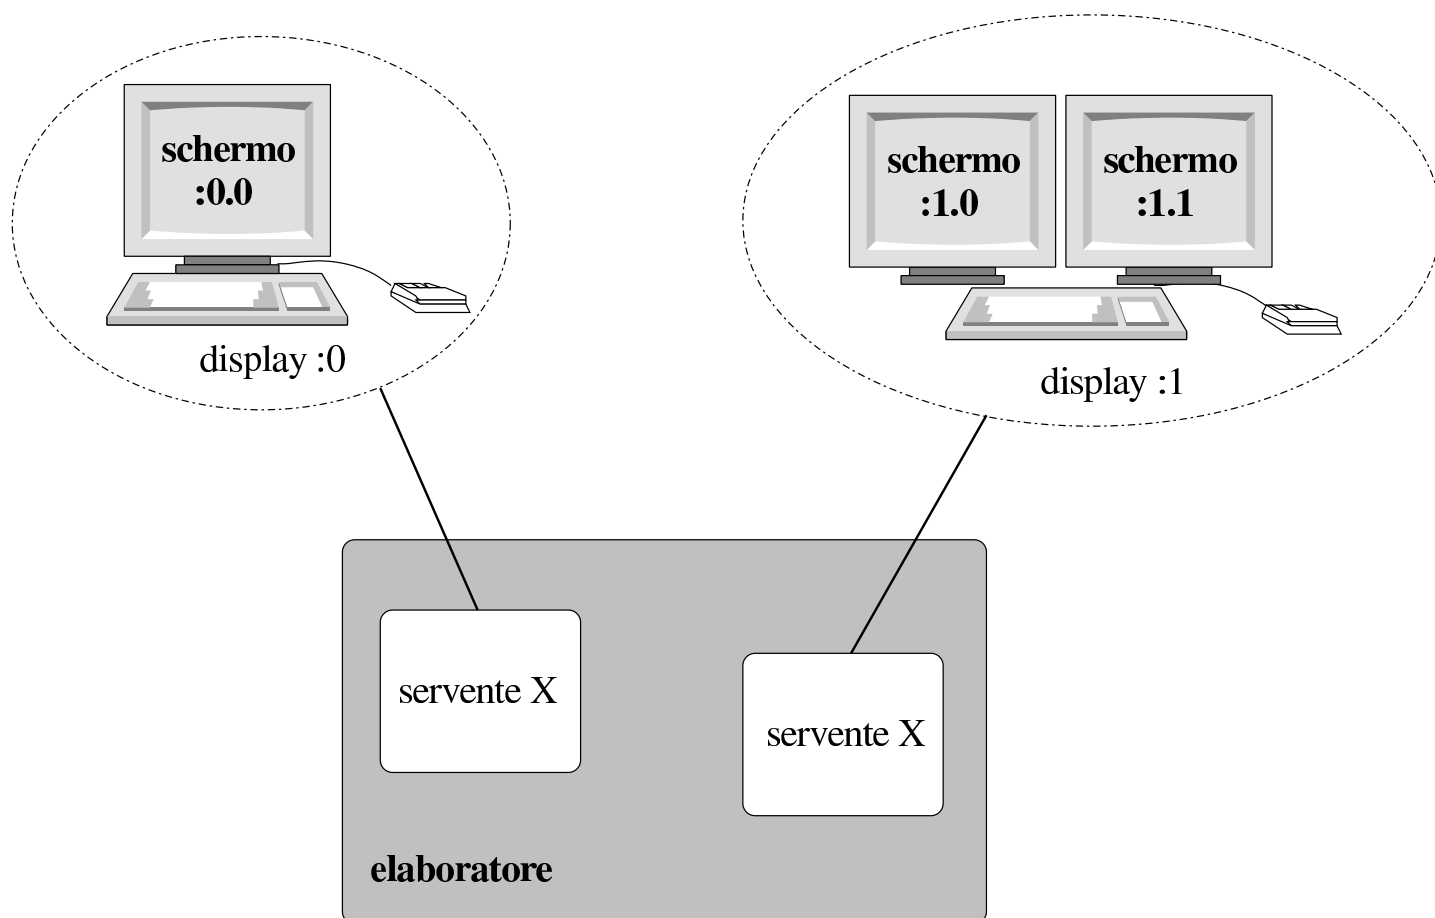 schermo
:0.0
display :0
schermo
:1.0
schermo
:1.1
display :1
servente X
servente X
elaboratore